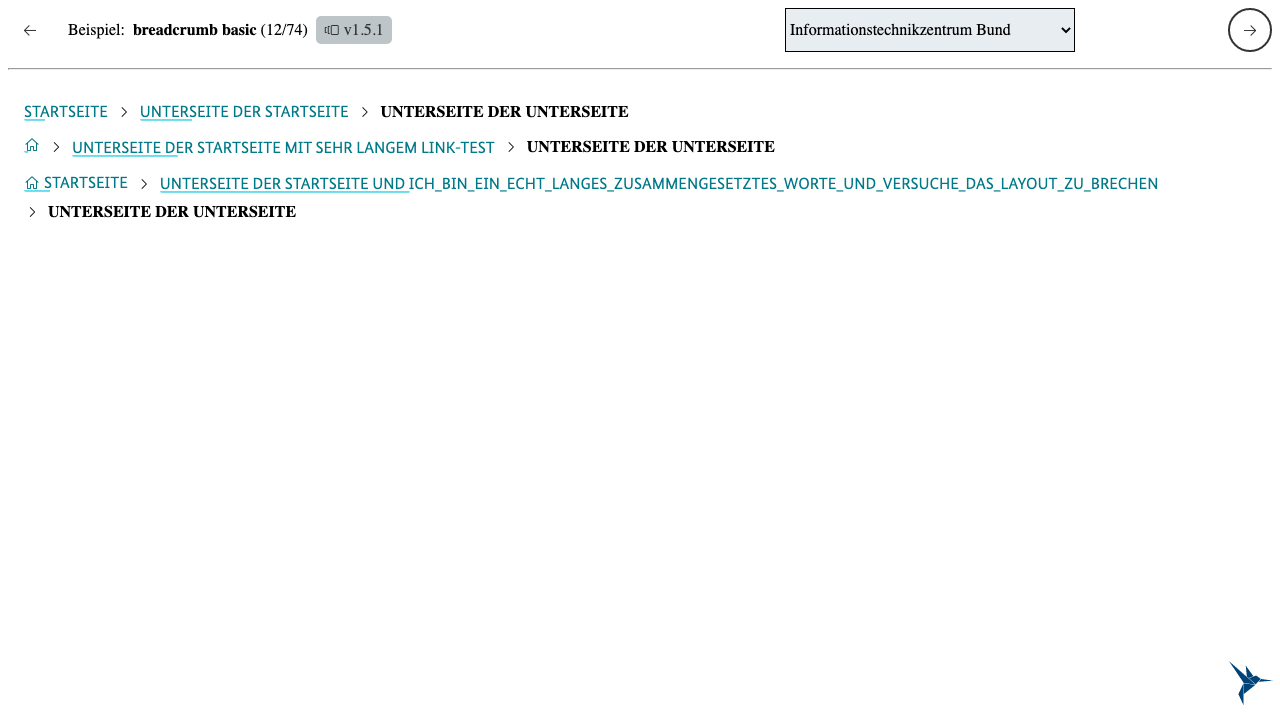 Beispiel: breadcrumb basic (12/74) v1.5.1 Informationstechnikzentrum Bund
STARTSEITE UNTERSEITE DER STARTSEITE UNTERSEITE DER UNTERSEITE
UNTERSEITE DER STARTSEITE MIT SEHR LANGEM LINK-TEST UNTERSEITE DER UNTERSEITE
STARTSEITE UNTERSEITE DER STARTSEITE UND ICH_BIN_EIN_ECHT_LANGES_ZUSAMMENGESETZTES_WORTE_UND_VERSUCHE_DAS_LAYOUT_ZU_BRECHEN
UNTERSEITE DER UNTERSEITE